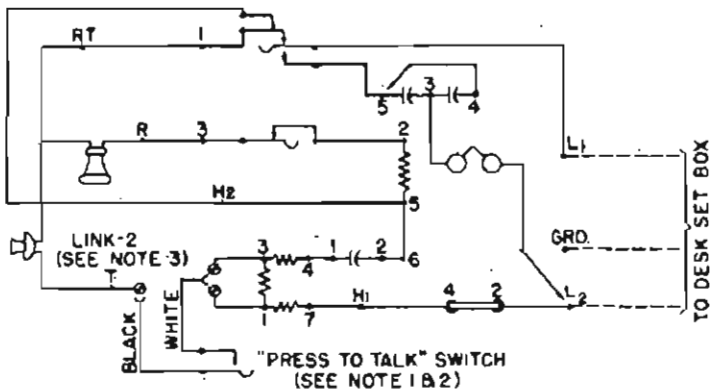 RT 1
5 3 4
R 3 2
L1
H2 5
GRD.
LINK-2
(SEE NOTE 3)
T
3 4 1 2 6
1 7 H1 4 2 L2
BLACK
WHITE
"PRESS TO TALK" SWITCH
(SEE NOTE 1 & 2)
TO DESK SET BOX